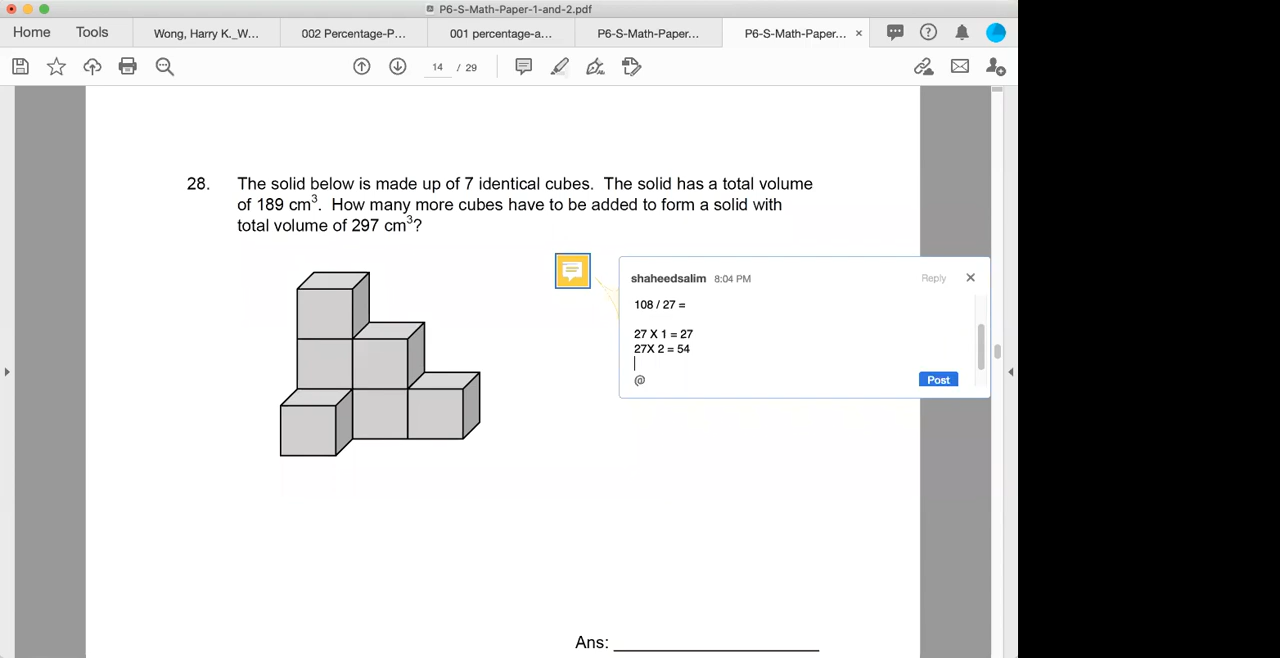 P6-S-Math-Paper-1-and-2.pdf
Home Tools Wong, Harry K._W... 002 Percentage-P... 001 percentage-a... P6-S-Math-Paper... P6-S-Math-Paper... ×
14 / 29
28. The solid below is made up of 7 identical cubes. The solid has a total volume
of 189 cm³. How many more cubes have to be added to form a solid with
total volume of 297 cm³?
shaheedsalim 8:04 PM Reply
108 / 27 =
27 X 1 = 27
27X 2 = 54
@ Post
Ans: